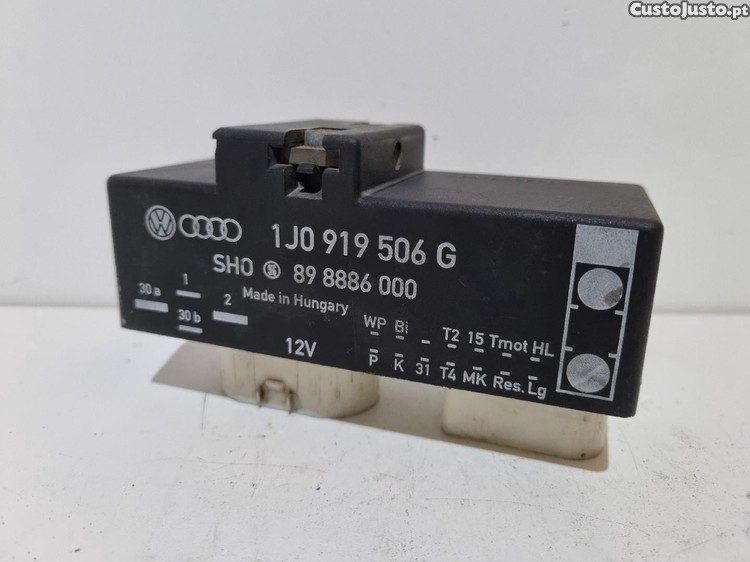 CustoJusto.pt
1J0 919 506 G
SHO 89 8886 000
Made in Hungary
30 a 1 2
30 b
12V
WP Bi T2 15 Tmot HL
P K 31 T4 MK Res. Lg